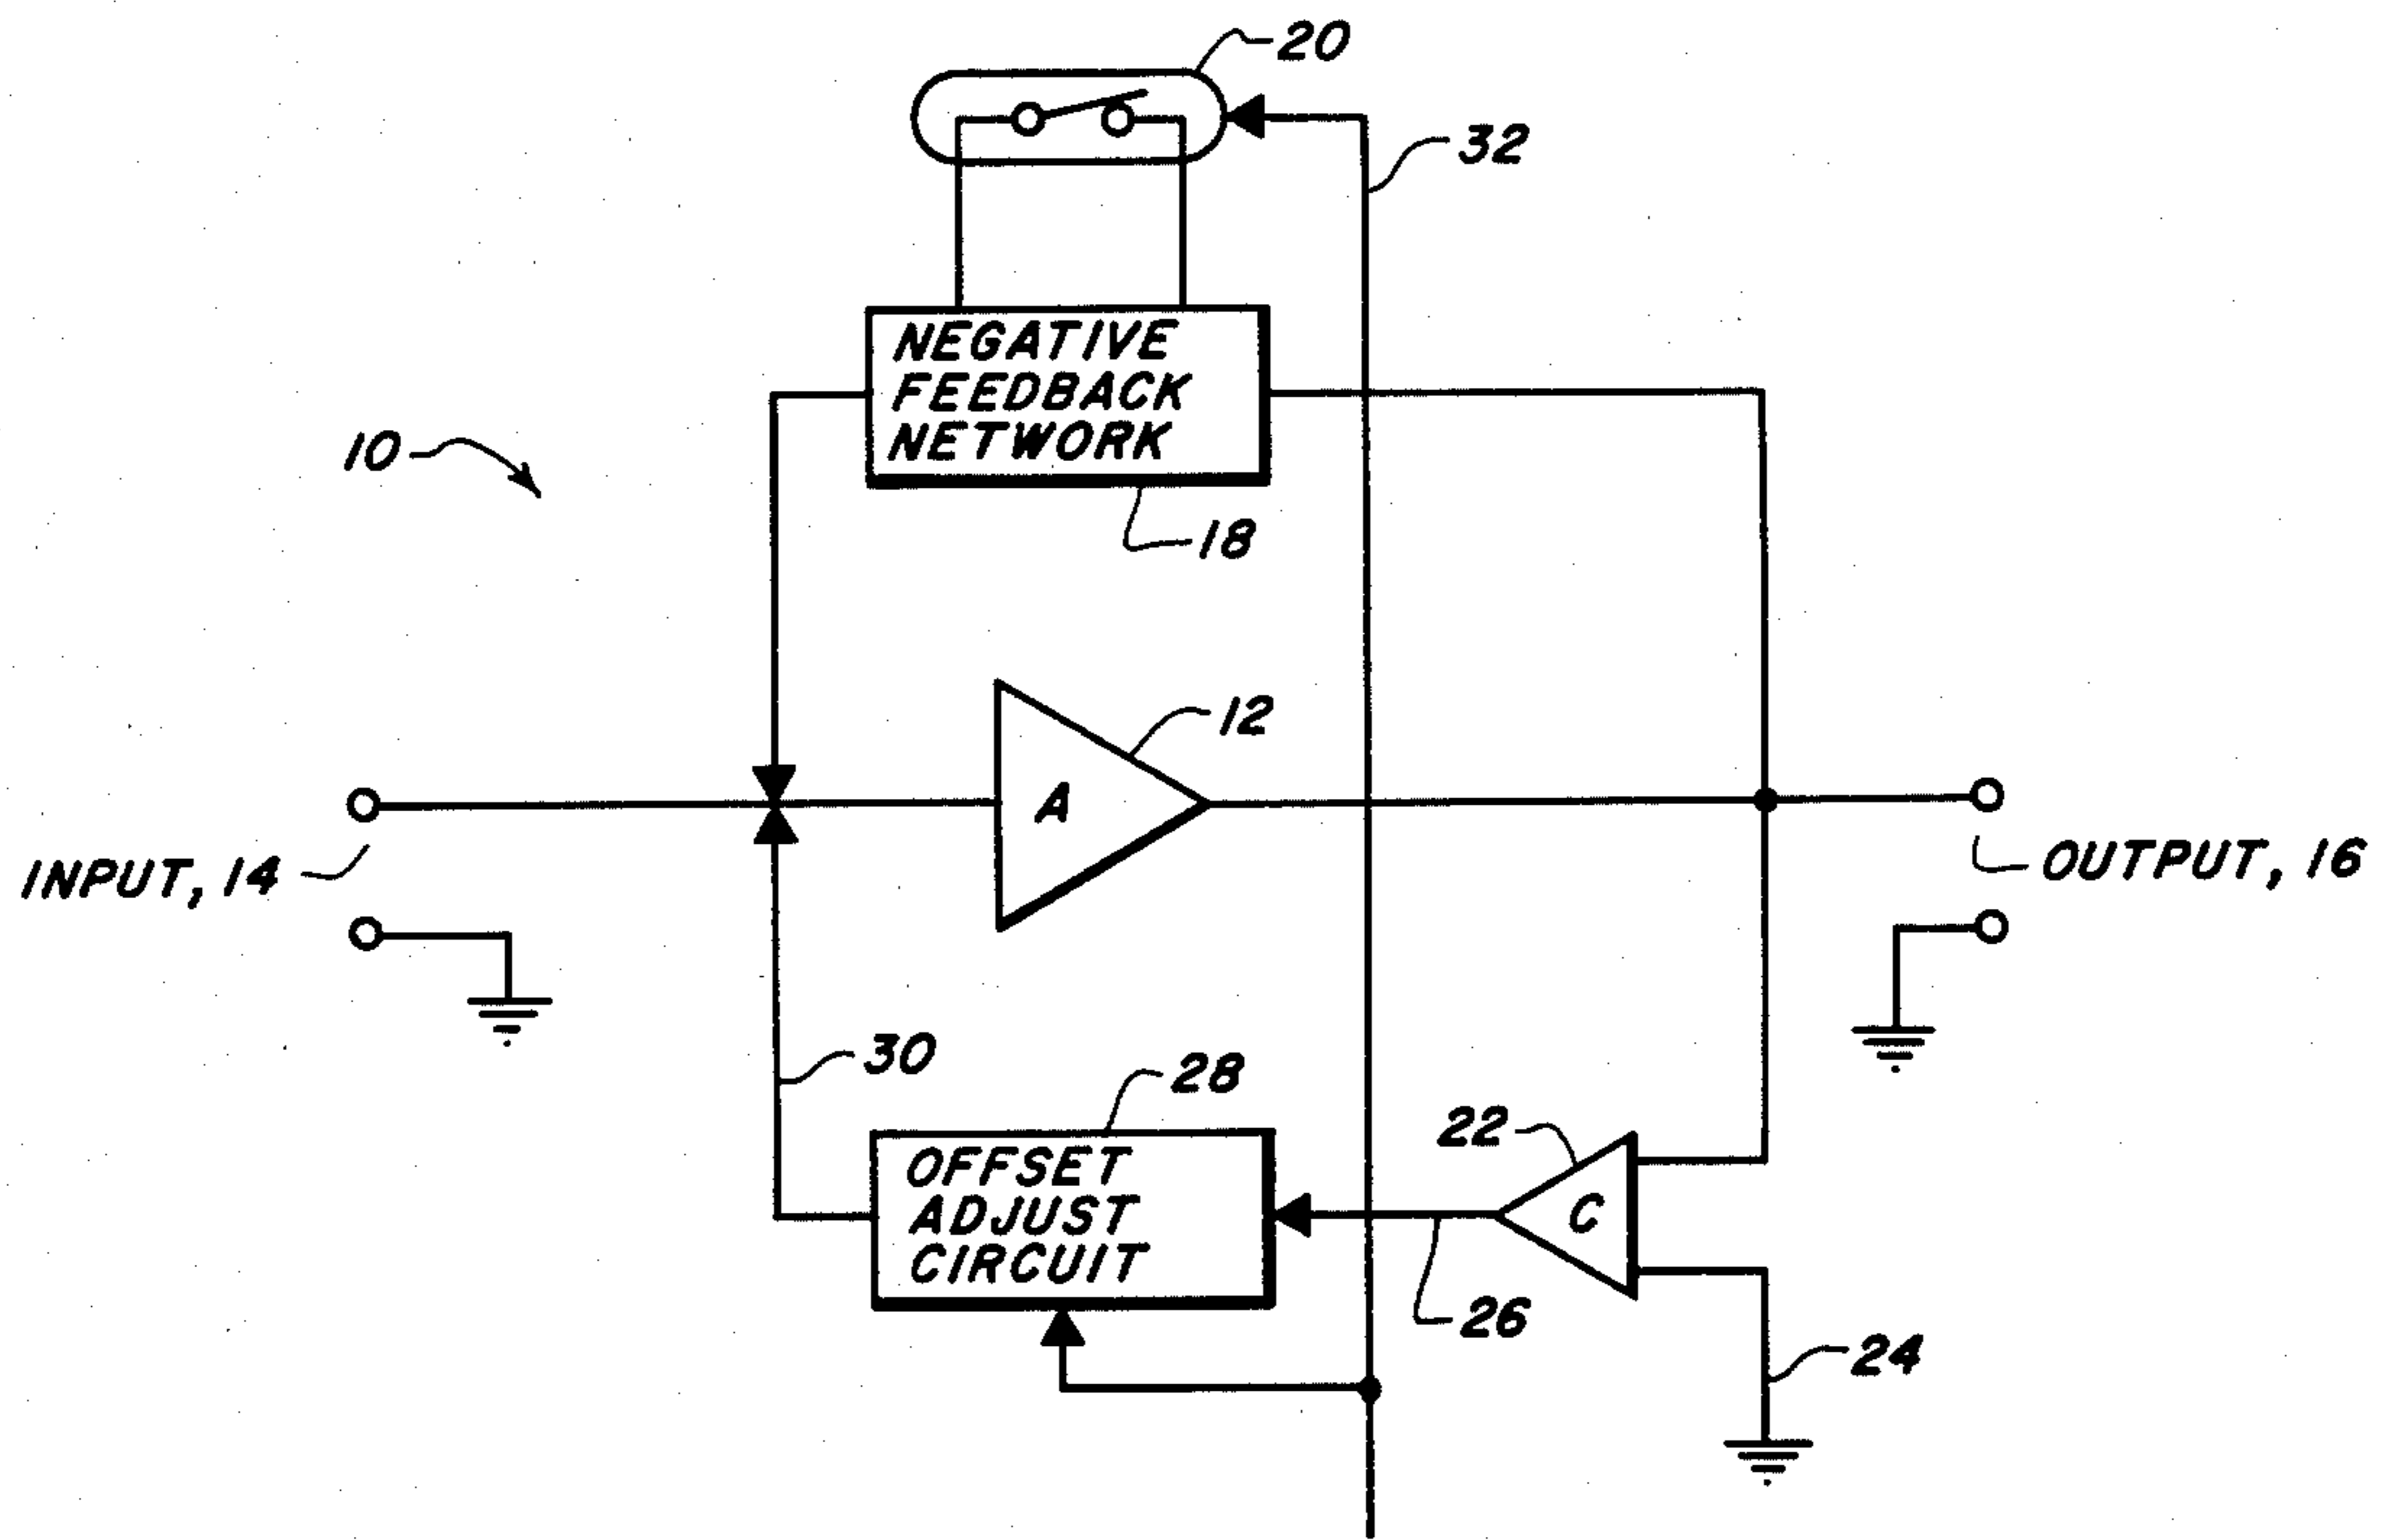 20
32
NEGATIVE
FEEDBACK
NETWORK
10
18
12
A
INPUT, 14
OUTPUT, 16
30
28
22
OFFSET
ADJUST
CIRCUIT
C
26
24